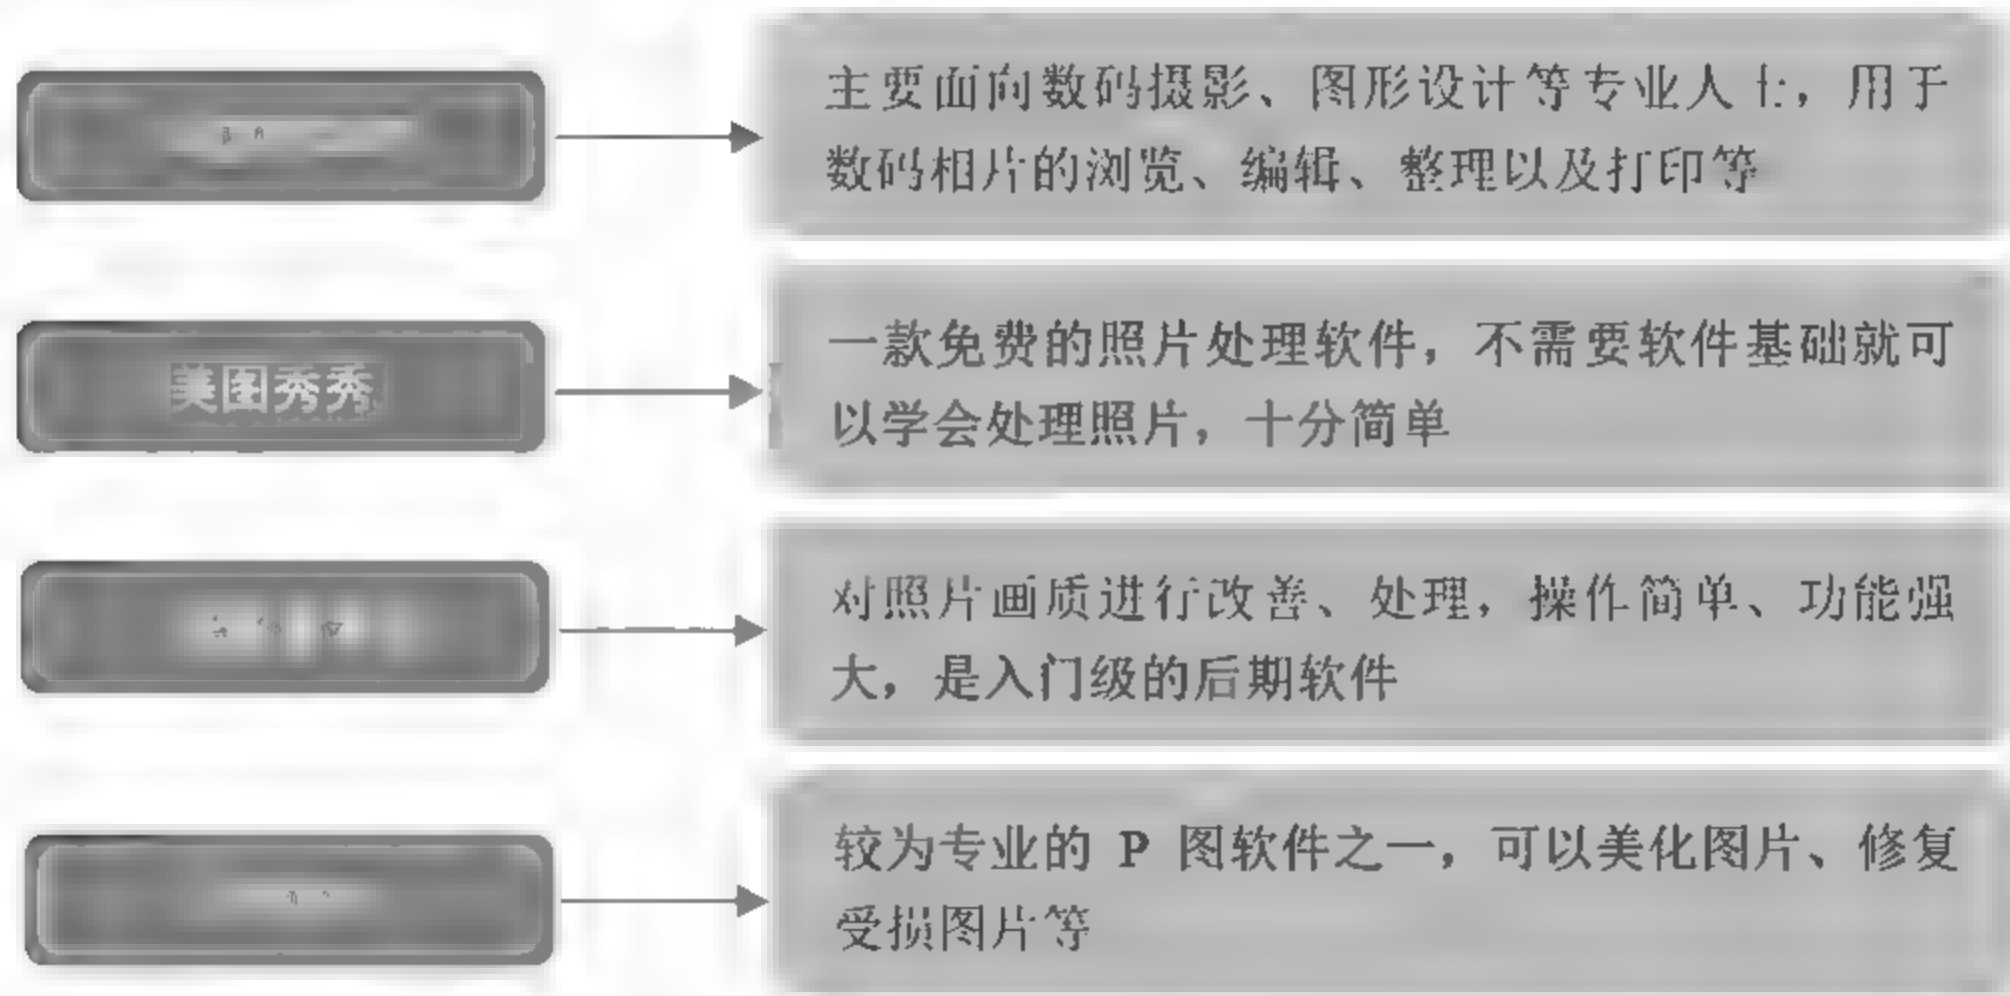 主要面向数码摄影、图形设计等专业人士，用于
数码相片的浏览、编辑、整理以及打印等
美图秀秀
一款免费的照片处理软件，不需要软件基础就可
以学会处理照片，十分简单
对照片画质进行改善、处理，操作简单、功能强
大，是入门级的后期软件
较为专业的 P 图软件之一，可以美化图片、修复
受损图片等